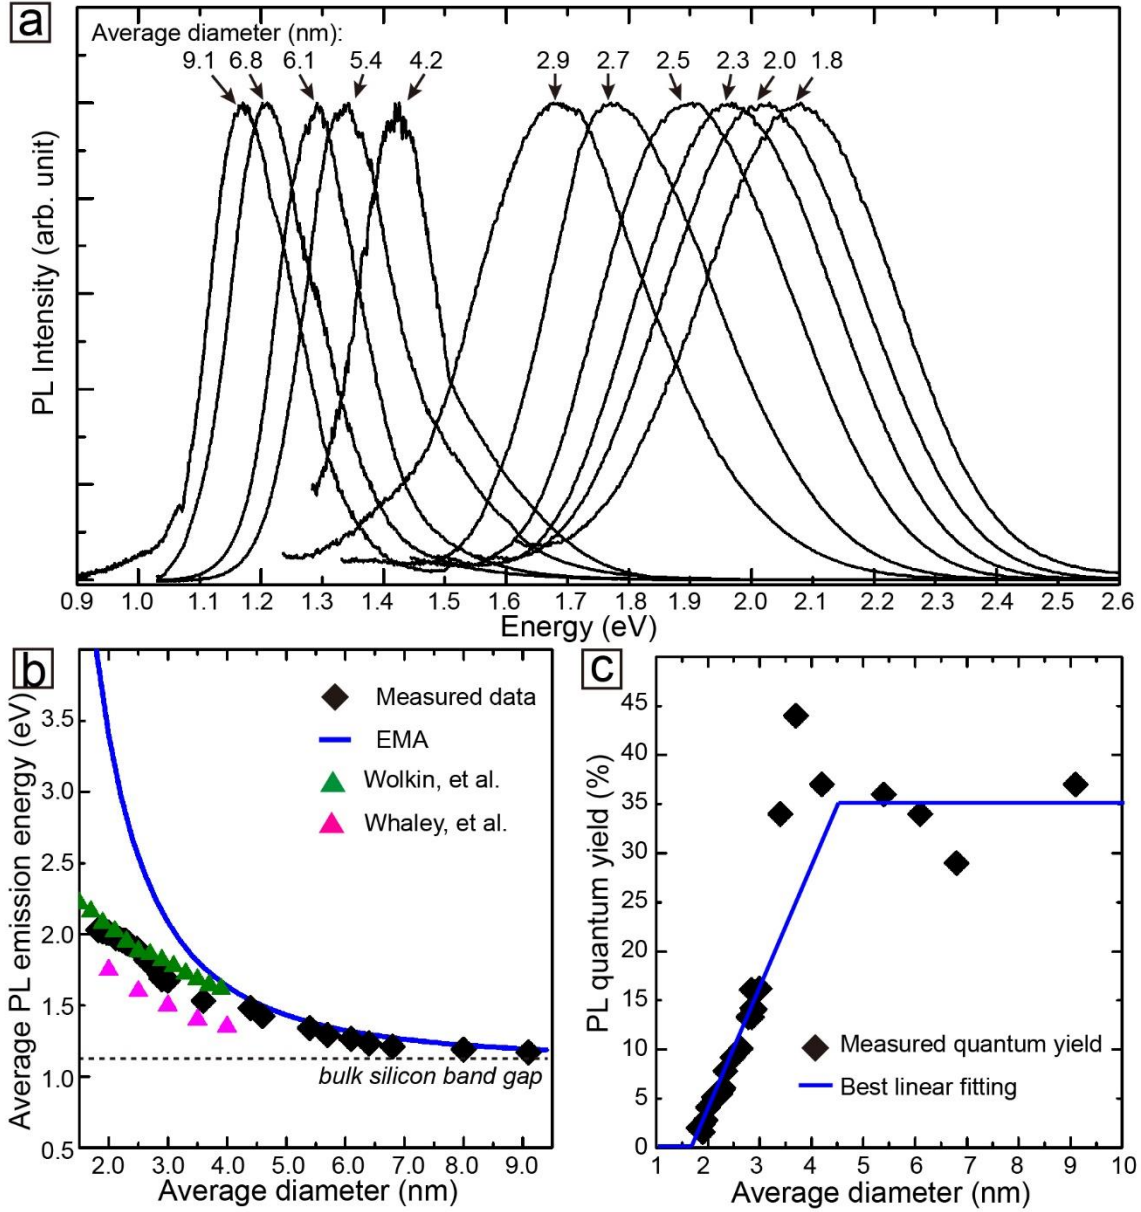 a
Average diameter (nm):
9.1 6.8 6.1 5.4 4.2 2.9 2.7 2.5 2.3 2.0 1.8
PL Intensity (arb. unit)
0.9 1.0 1.1 1.2 1.3 1.4 1.5 1.6 1.7 1.8 1.9 2.0 2.1 2.2 2.3 2.4 2.5 2.6
Energy (eV)
b
Average PL emission energy (eV)
3.5
3.0
2.5
2.0
1.5
1.0
0.5
Measured data
EMA
Wolkin, et al.
Whaley, et al.
bulk silicon band gap
2.0 3.0 4.0 5.0 6.0 7.0 8.0 9.0
Average diameter (nm)
c
PL quantum yield (%)
45
40
35
30
25
20
15
10
5
0
Measured quantum yield
Best linear fitting
1 2 3 4 5 6 7 8 9 10
Average diameter (nm)